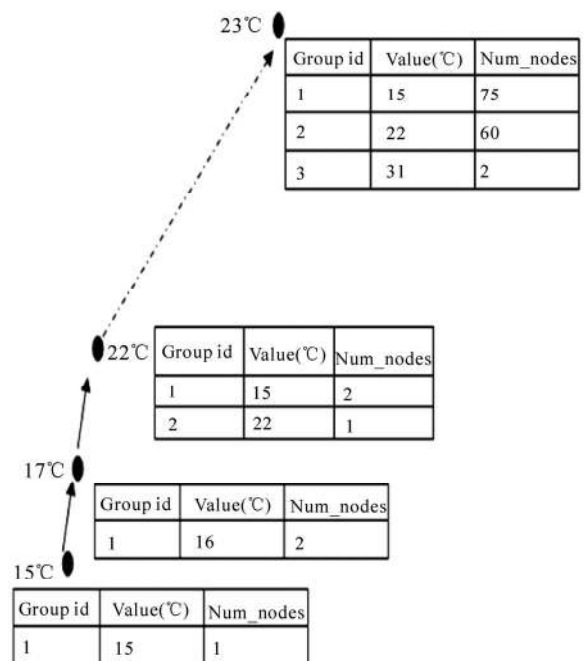 23℃
Group id Value(℃) Num_nodes
1 15 75
2 22 60
3 31 2
22℃
Group id Value(℃) Num_nodes
1 15 2
2 22 1
17℃
Group id Value(℃) Num_nodes
1 16 2
15℃
Group id Value(℃) Num_nodes
1 15 1